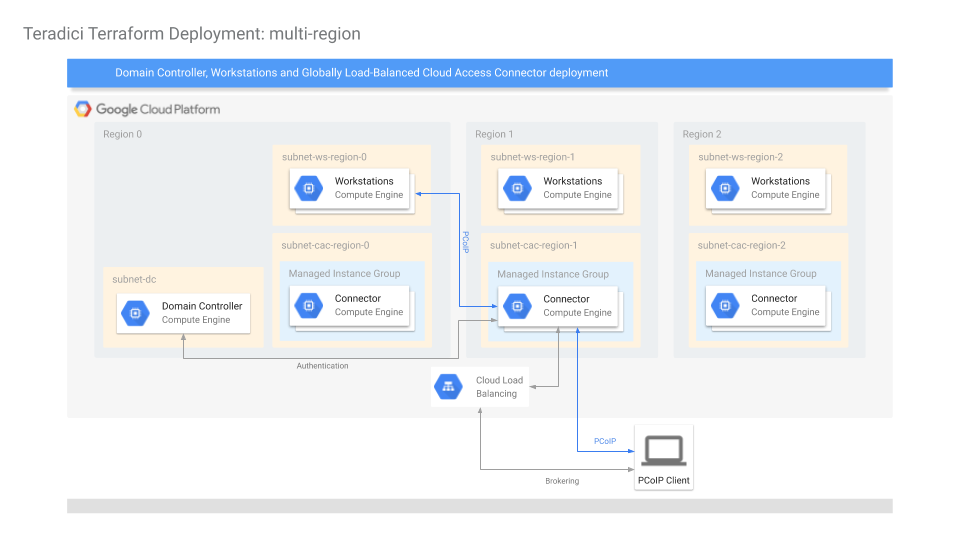 Teradici Terraform Deployment: multi-region
Domain Controller, Workstations and Globally Load-Balanced Cloud Access Connector deployment
Google Cloud Platform
Region 0
Region 1
Region 2
subnet-ws-region-0
Workstations
Compute Engine
subnet-ws-region-1
Workstations
Compute Engine
subnet-ws-region-2
Workstations
Compute Engine
PCoIP
subnet-cac-region-0
Managed Instance Group
Connector
Compute Engine
subnet-cac-region-1
Managed Instance Group
Connector
Compute Engine
subnet-cac-region-2
Managed Instance Group
Connector
Compute Engine
subnet-dc
Domain Controller
Compute Engine
Authentication
Cloud Load
Balancing
PCoIP
Brokering
PCoIP Client